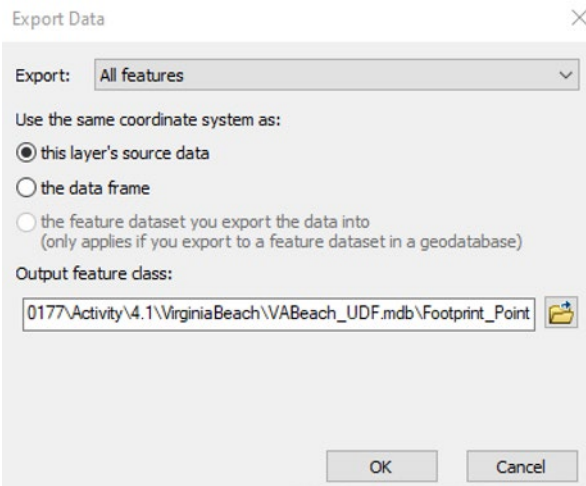 Export Data
Export: All features
Use the same coordinate system as:
this layer's source data
the data frame
the feature dataset you export the data into
(only applies if you export to a feature dataset in a geodatabase)
Output feature class:
0177\Activity\4.1\VirginiaBeach\VABeach_UDF.mdb\Footprint_Point
OK Cancel